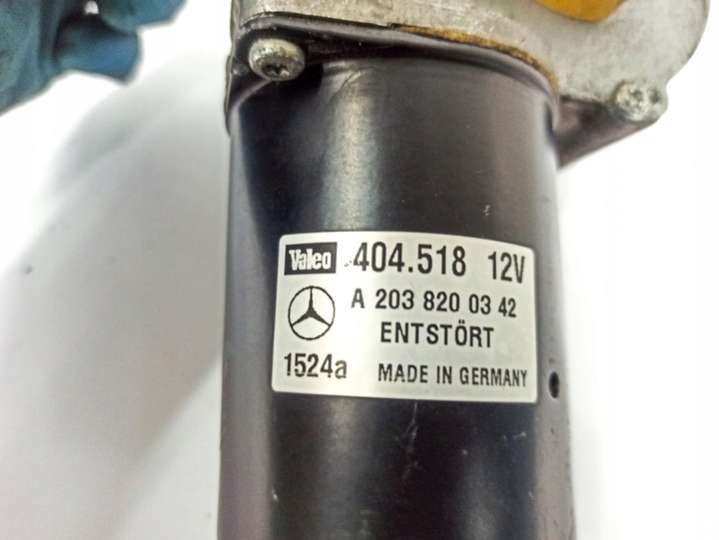 Valeo 404.518 12V
A 203 820 03 42
ENTSTÖRT
1524a MADE IN GERMANY